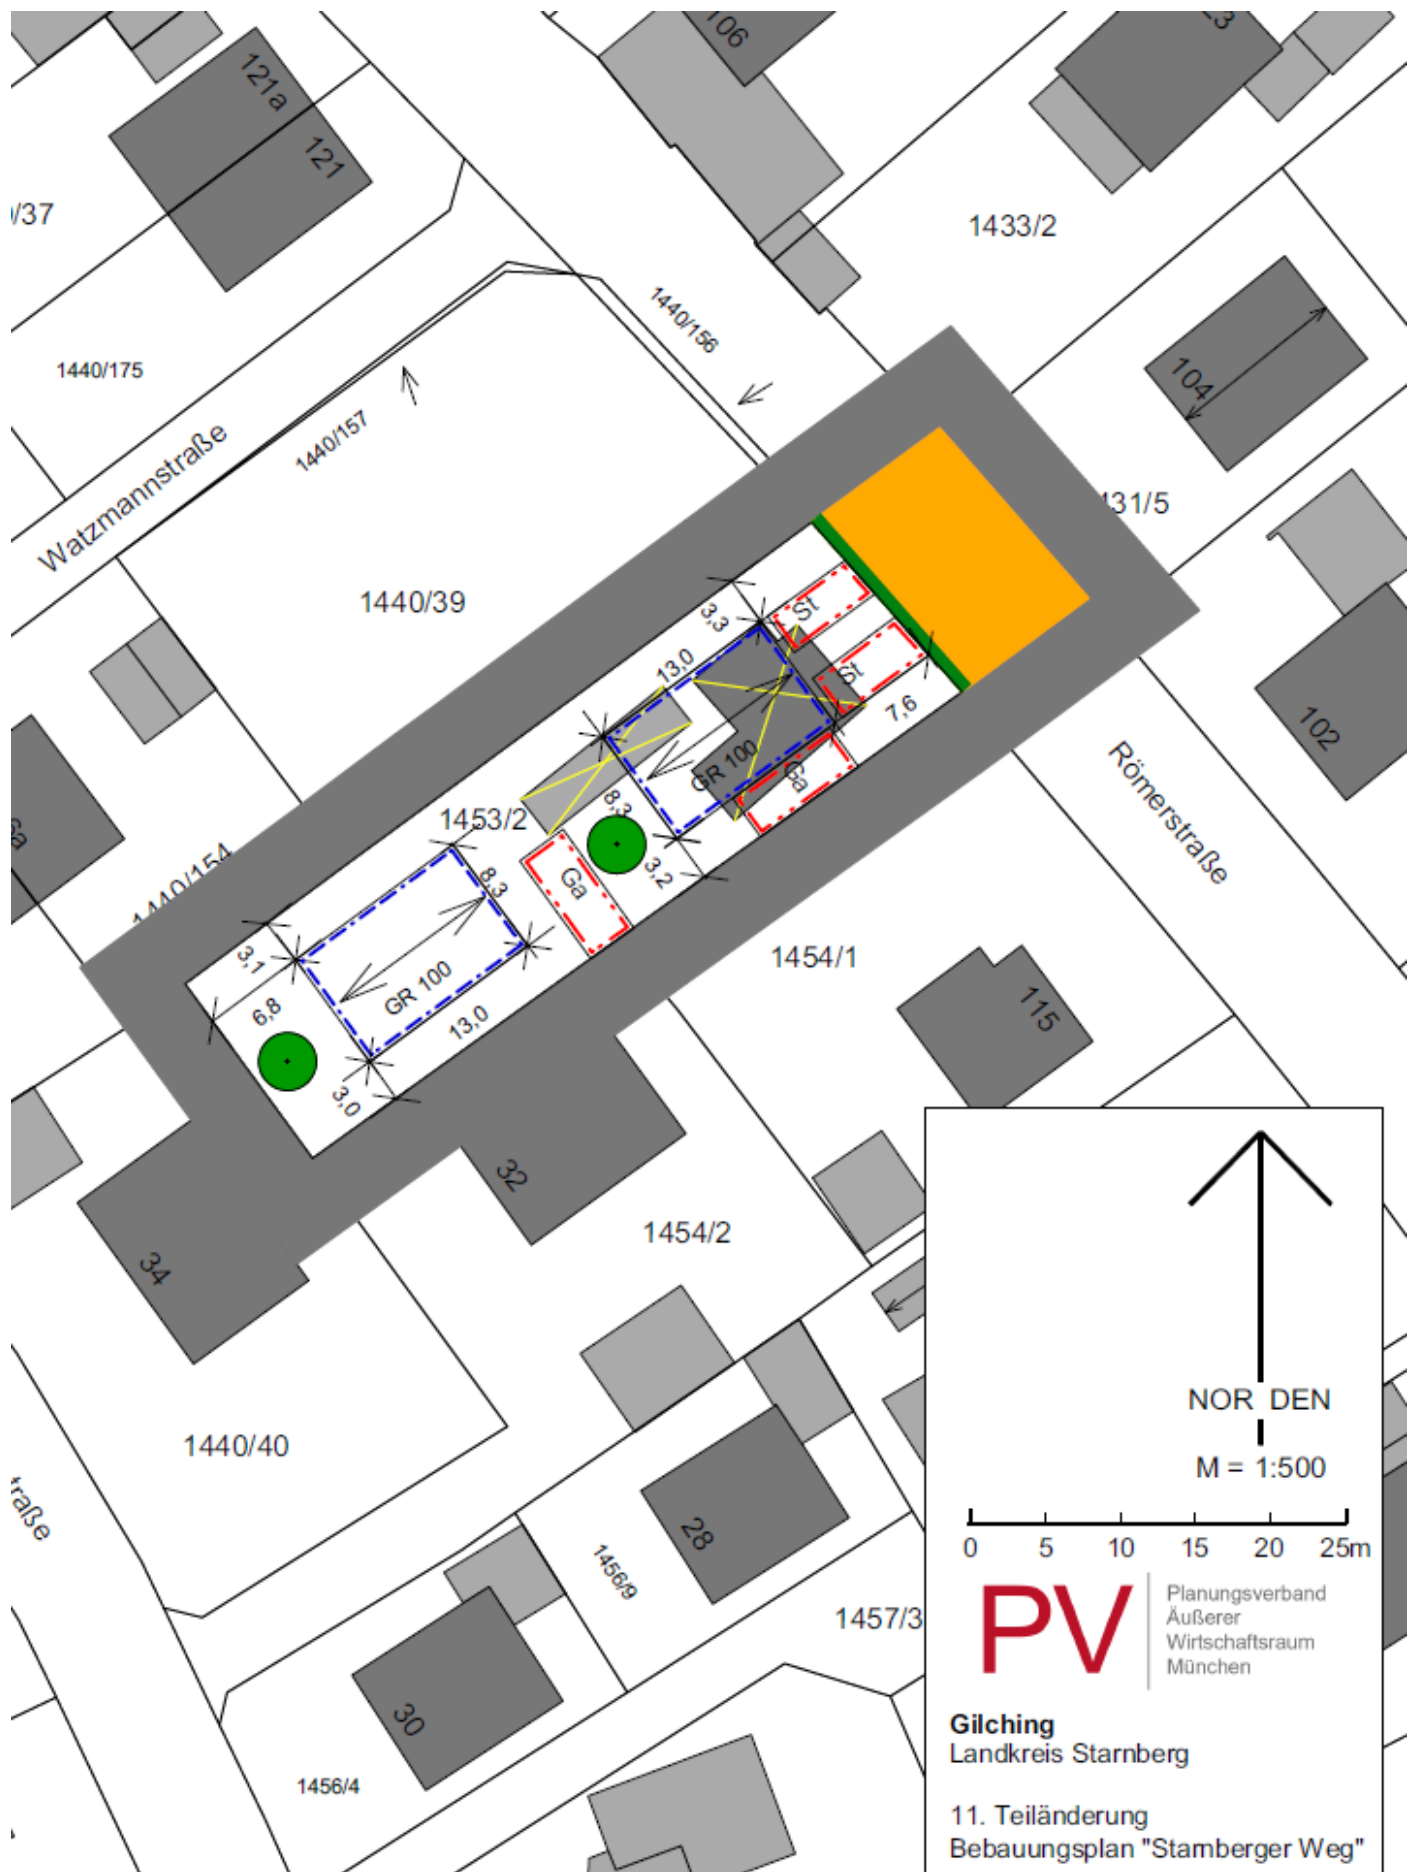 106
121a
121
1433/2
1440/156
1440/175
104
1440/157
Watzmannstraße
431/5
1440/39
St
3,3
13,0
St
7,6
102
GR 100
Ga
Römerstraße
8,3
1453/2
3,2
1440/154
8,3
Ga
3,1
GR 100
6,8
13,0
1454/1
115
3,0
32
1454/2
34
NOR DEN
1440/40
M = 1:500
28
0 5 10 15 20 25m
1456/9
PV
Planungsverband
Äußerer
Wirtschaftsraum
München
1457/3
30
Gilching
Landkreis Starnberg
1456/4
11. Teiländerung
Bebauungsplan "Starnberger Weg"